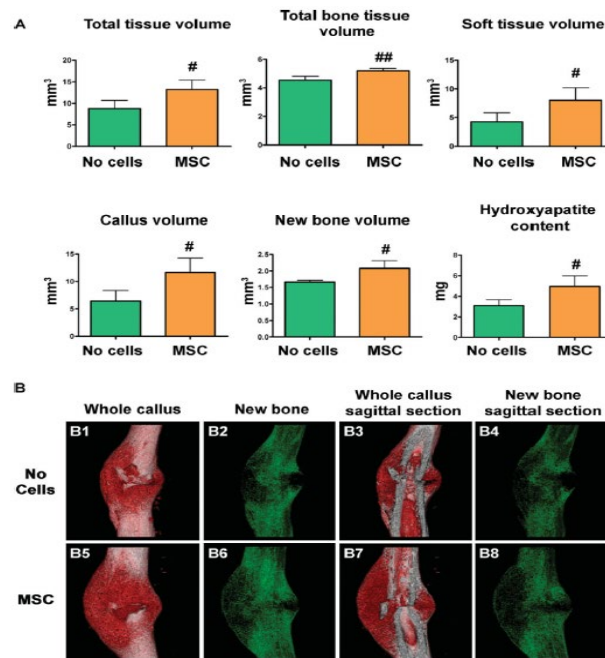 A
Total tissue volume
Total bone tissue
volume
Soft tissue volume
mm³
20
15
10
5
0
#
No cells
MSC
mm³
6
4
2
0
##
No cells
MSC
mm³
15
10
5
0
#
No cells
MSC
Callus volume
New bone volume
Hydroxyapatite
content
mm³
15
10
5
0
#
No cells
MSC
mm³
2.5
2.0
1.5
1.0
0.5
0.0
#
No cells
MSC
mg
8
6
4
2
0
#
No cells
MSC
B
Whole callus
New bone
Whole callus
sagittal section
New bone
sagittal section
No
Cells
B1
B2
B3
B4
MSC
B5
B6
B7
B8